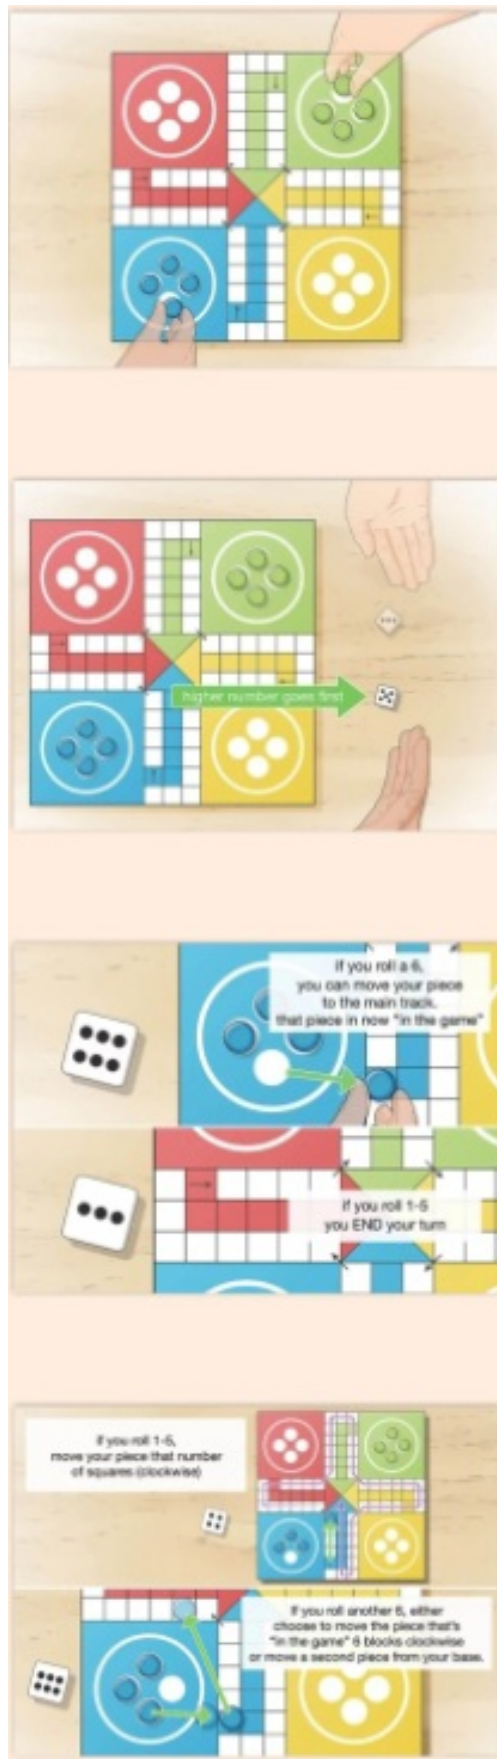 higher number goes first
if you roll a 6,
you can move your piece
to the main track.
that piece in now "in the game"
if you roll 1-5
you END your turn
if you roll 1-5,
move your piece that number
of squares (clockwise)
If you roll another 6, either
choose to move the piece that's
"in the game" 6 blocks clockwise
or move a second piece from your base.